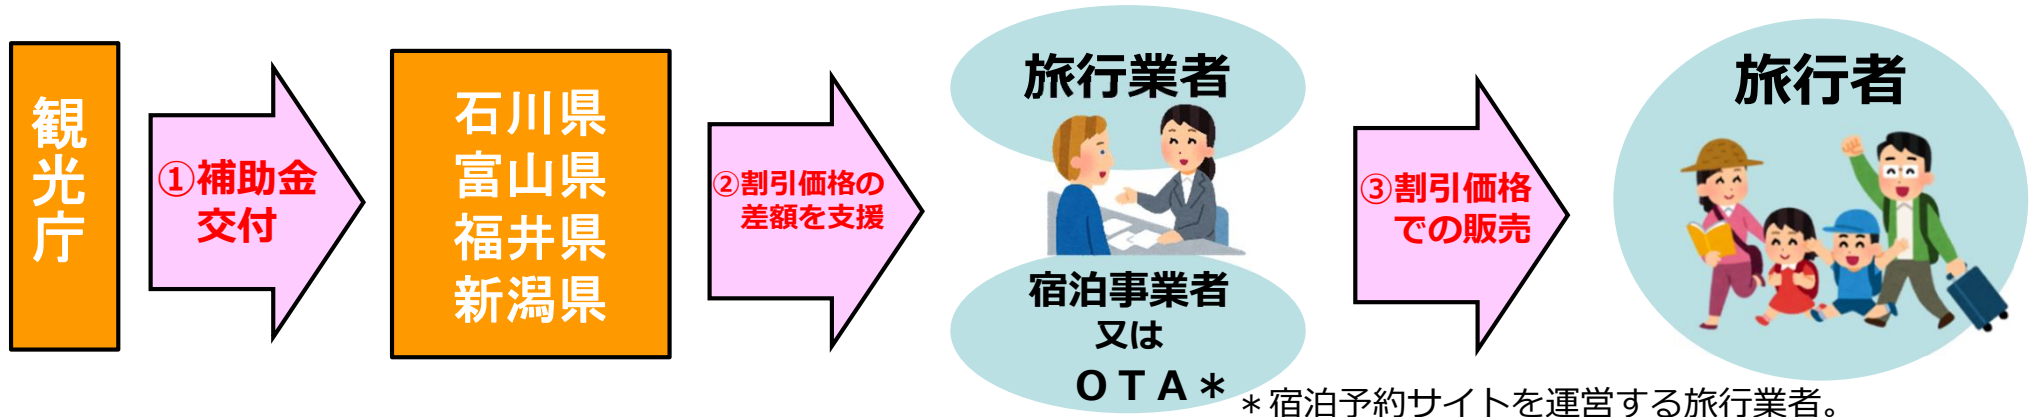 観光庁
①補助金
交付
石川県
富山県
福井県
新潟県
②割引価格の
差額を支援
旅行業者
宿泊事業者
又は
OTA*
③割引価格
での販売
旅行者
*宿泊予約サイトを運営する旅行業者。